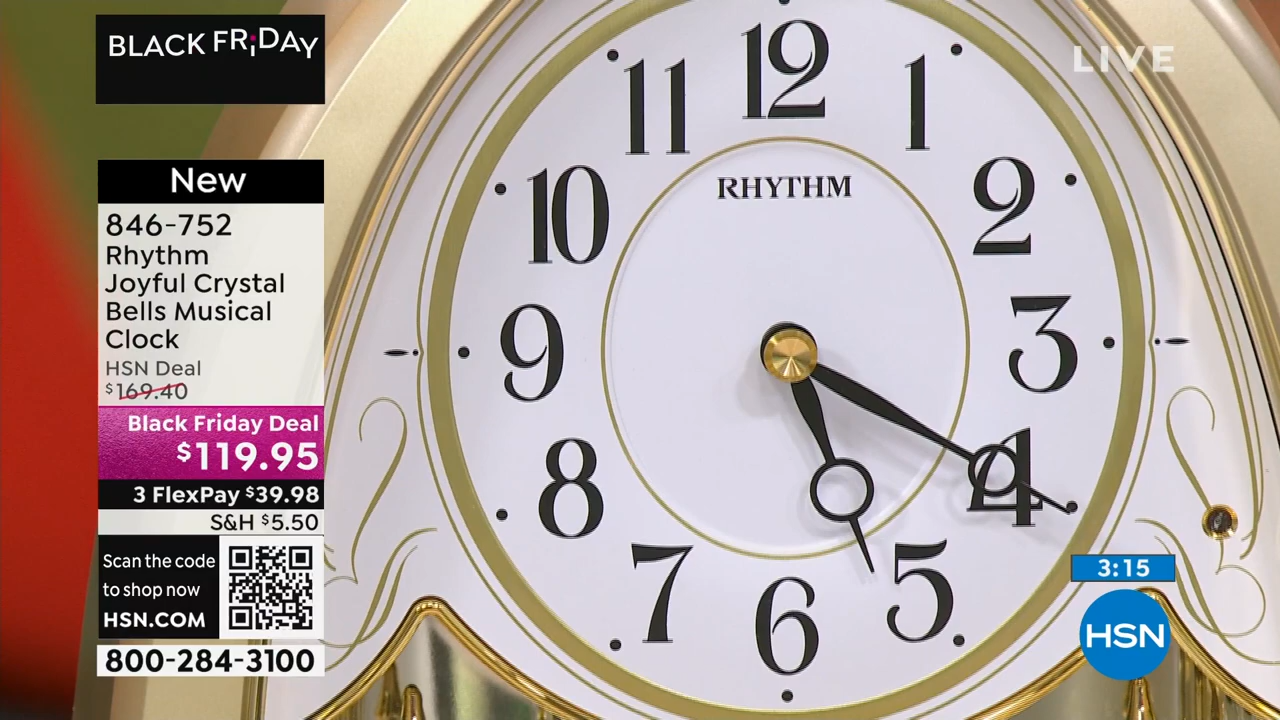 BLACK FRiDAY
LIVE
New
846-752
Rhythm
Joyful Crystal
Bells Musical
Clock
HSN Deal
$169.40
Black Friday Deal
$119.95
3 FlexPay $39.98
S&H $5.50
Scan the code
to shop now
HSN.COM
800-284-3100
12
11
1
10
2
RHYTHM
9
3
8
4
7
5
6
3:15
HSN